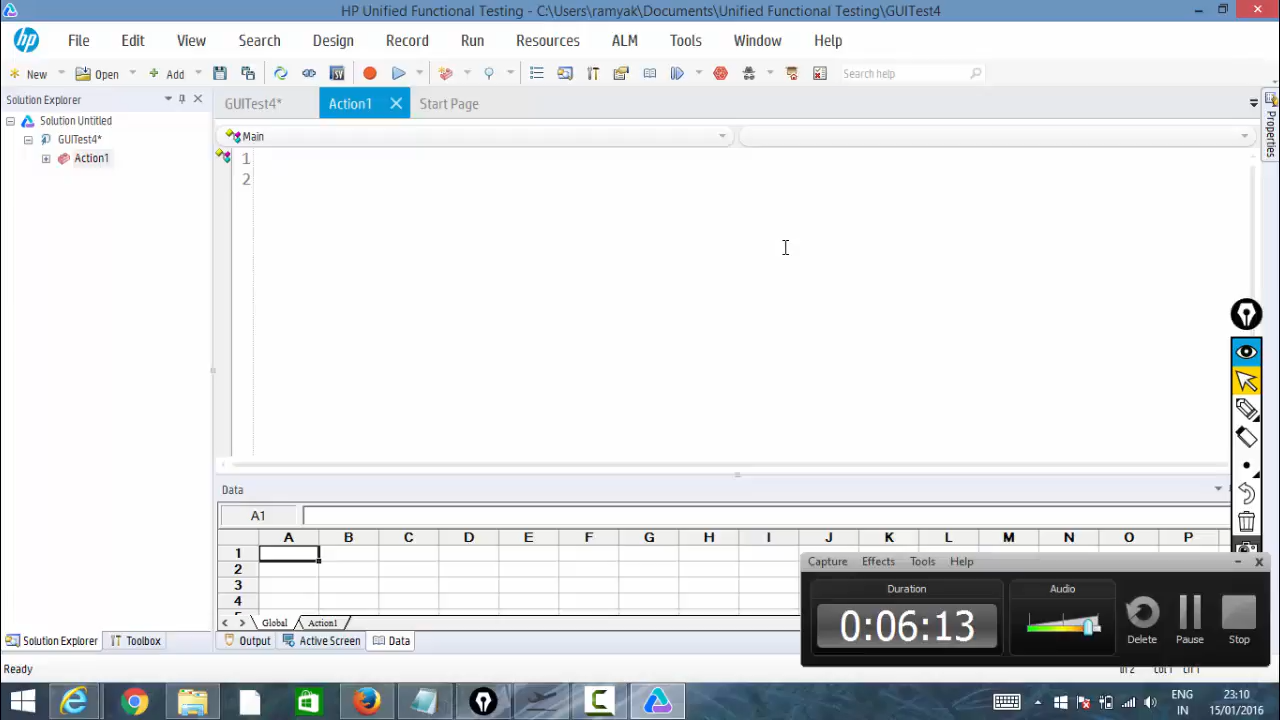 HP Unified Functional Testing - C:\Users\ramyak\Documents\Unified Functional Testing\GUITest4
hp File Edit View Search Design Record Run Resources ALM Tools Window Help
New Open Add Search help
Solution Explorer
Solution Untitled
GUITest4*
Action1
GUITest4* Action1 Start Page
Properties
Main
1
2
Data
A1
A B C D E F G H I J K L M N O P
1
2
3
4
Global Action1
Solution Explorer Toolbox Output Active Screen Data
Ready
Capture Effects Tools Help
Duration Audio
0:06:13
Delete Pause Stop
ENG 23:10
IN 15/01/2016